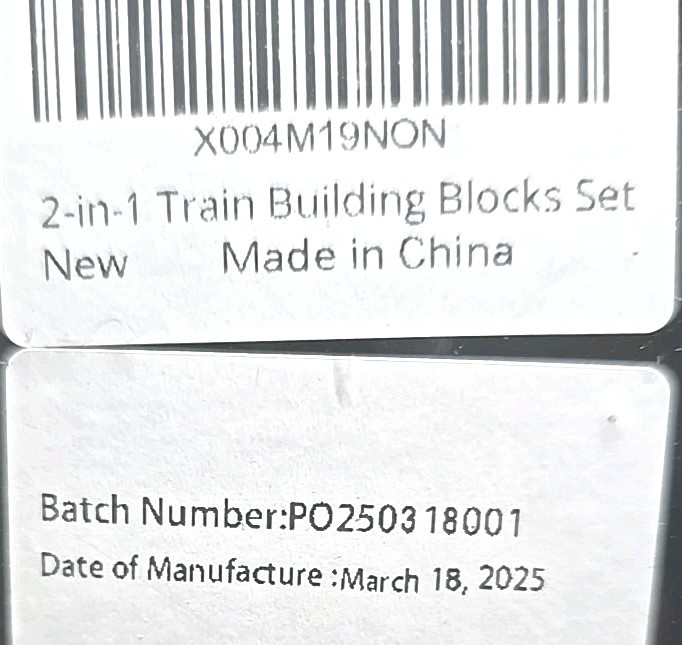 X004M19NON
2-in-1 Train Building Blocks Set
New Made in China
Batch Number:PO250318001
Date of Manufacture :March 18, 2025